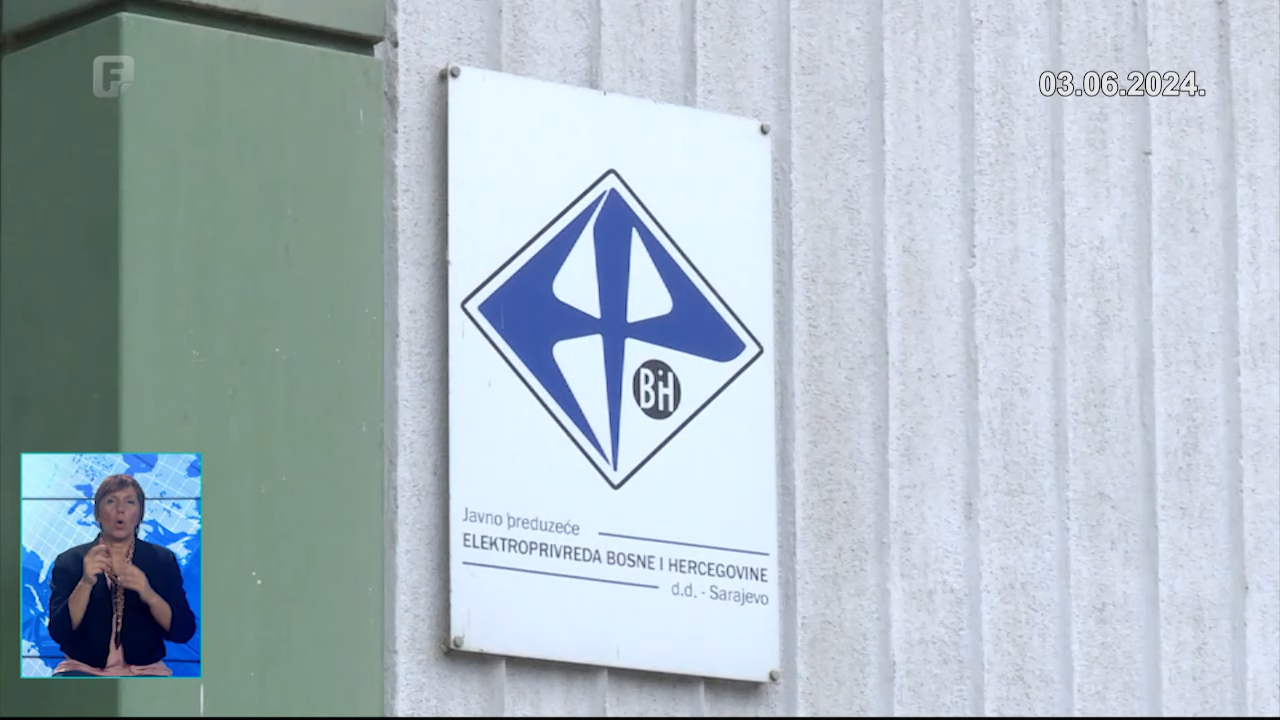 F
03.06.2024.
BiH
Javno preduzeće
ELEKTROPRIVREDA BOSNE I HERCEGOVINE
d.d. - Sarajevo